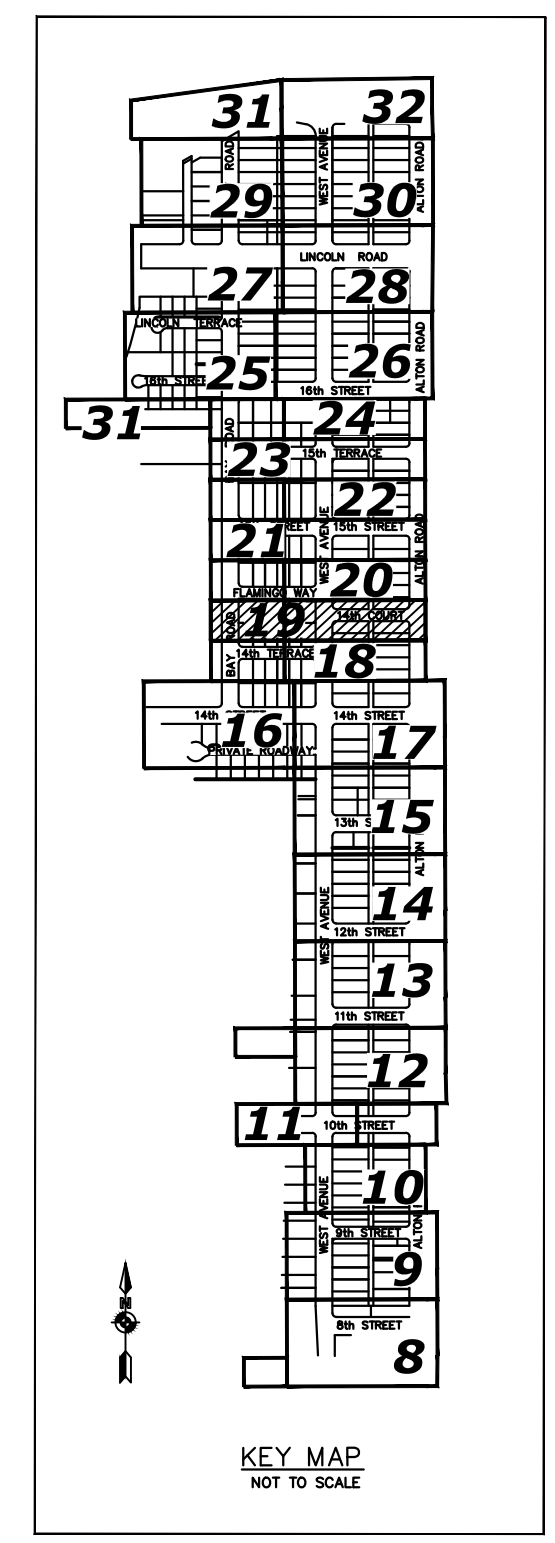 31
32
ROAD
WEST AVENUE
ALTON ROAD
29
30
LINCOLN ROAD
27
28
LINCOLN TERRACE
ALTON ROAD
25
26
16th STREET
16th STREET
31
24
23
15th TERRACE
22
15th STREET
WEST AVENUE
ALTON ROAD
21
20
FLAMINGO WAY
19
14th COURT
BAY ROAD
14th TERRACE
18
14th STREET
14th STREET
16
PRIVATE ROADWAY
17
15
13th S
ALTON
14
WEST AVENUE
12th STREET
13
11th STREET
12
11
10th STREET
10
WEST AVENUE
ALTON
9th STREET
9
N
8th STREET
8
KEY MAP
NOT TO SCALE